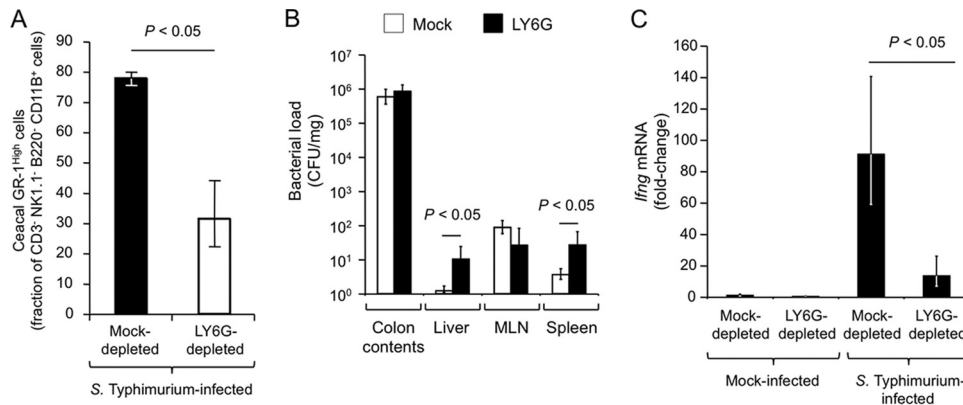 A
P < 0.05
Ceacal GR-1High cells
(fraction of CD3- NK1.1- B220- CD11B+ cells)
90
80
70
60
50
40
30
20
10
0
Mock-
depleted
LY6G-
depleted
S. Typhimurium-infected
B
Mock
LY6G
Bacterial load
(CFU/mg)
10^7
10^6
10^5
10^4
10^3
10^2
10^1
10^0
P < 0.05
P < 0.05
Colon
contents
Liver
MLN
Spleen
C
P < 0.05
Ifng mRNA
(fold-change)
160
140
120
100
80
60
40
20
0
Mock-
depleted
LY6G-
depleted
Mock-
depleted
LY6G-
depleted
Mock-infected
S. Typhimurium-
infected